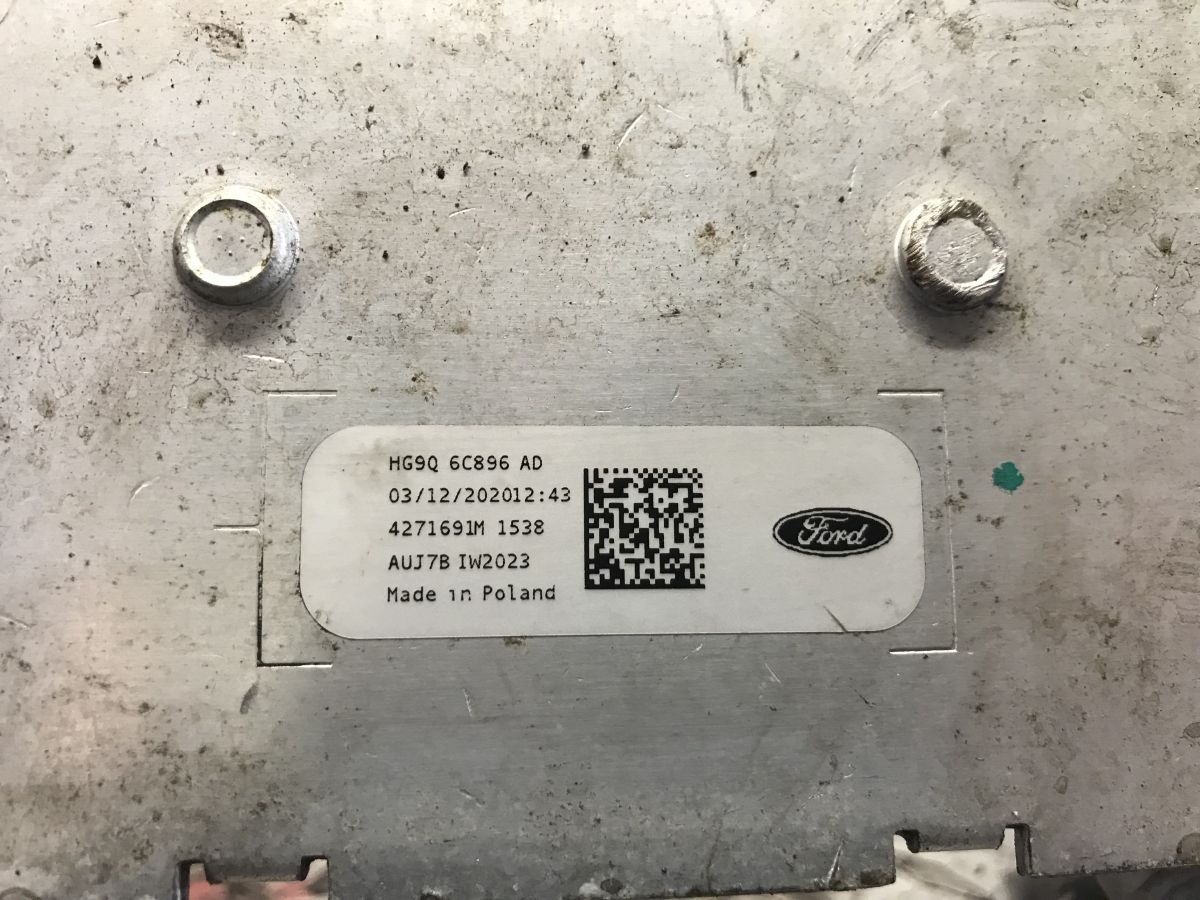 HG9Q 6C896 AD
03/12/202012:43
4271691M 1538
AUJ7B IW2023
Made in Poland
Ford